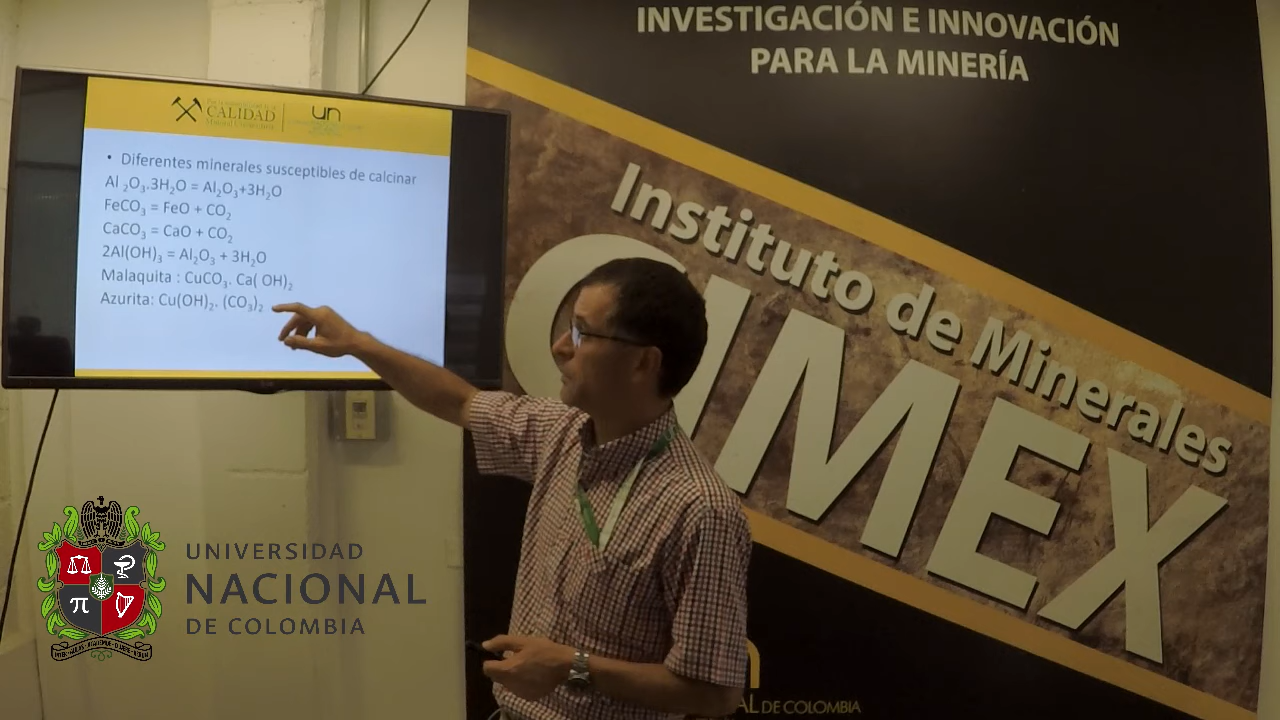 INVESTIGACIÓN E INNOVACIÓN
PARA LA MINERÍA
CALIDAD
un
• Diferentes minerales susceptibles de calcinar
Al ₂O₃.3H₂O = Al₂O₃+3H₂O
FeCO₃ = FeO + CO₂
CaCO₃ = CaO + CO₂
2Al(OH)₃ = Al₂O₃ + 3H₂O
Malaquita : CuCO₃. Ca( OH)₂
Azurita: Cu(OH)₂. (CO₃)₂
Instituto de Minerales
CIMEX
UNIVERSIDAD
NACIONAL
DE COLOMBIA
π
AL DE COLOMBIA